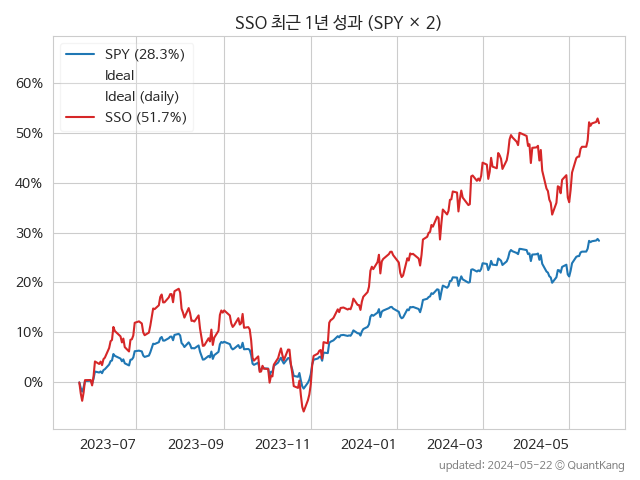 SSO 최근 1년 성과 (SPY × 2)
SPY (28.3%)
Ideal
Ideal (daily)
SSO (51.7%)
60%
50%
40%
30%
20%
10%
0%
2023-07 2023-09 2023-11 2024-01 2024-03 2024-05
updated: 2024-05-22 © QuantKang